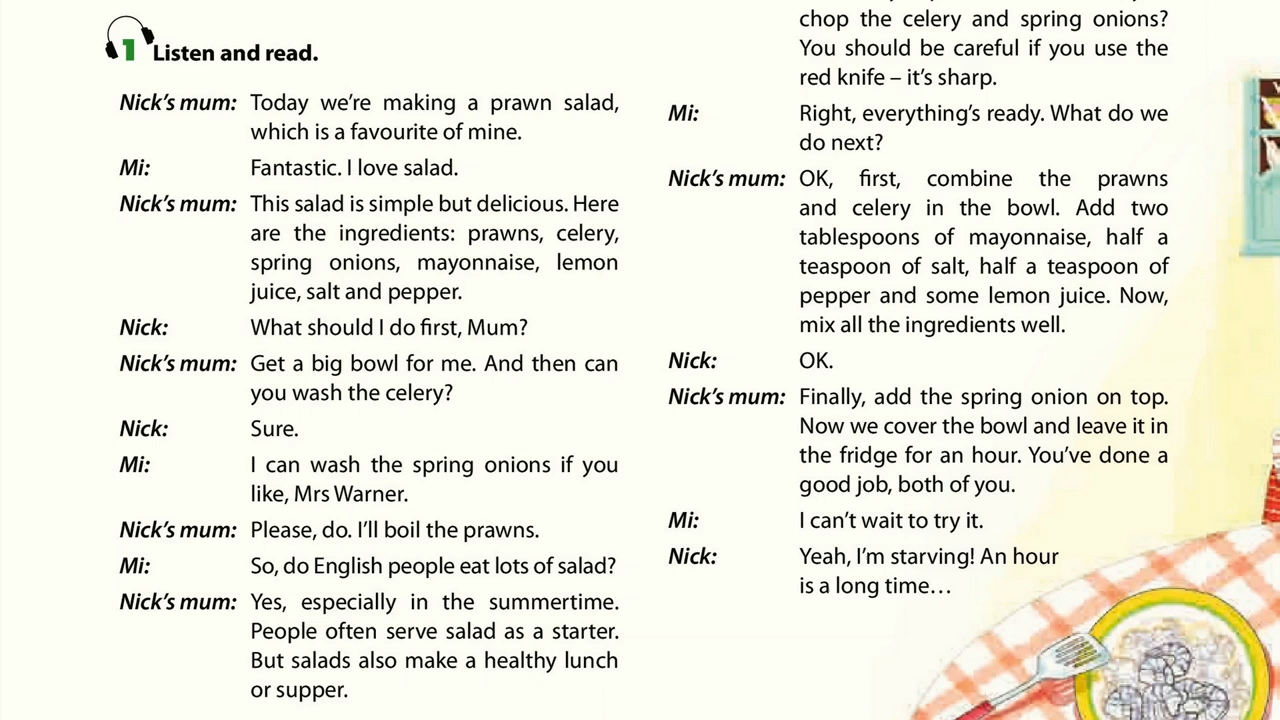 1 Listen and read.
Nick's mum: Today we're making a prawn salad,
which is a favourite of mine.
Mi: Fantastic. I love salad.
Nick's mum: This salad is simple but delicious. Here
are the ingredients: prawns, celery,
spring onions, mayonnaise, lemon
juice, salt and pepper.
Nick: What should I do first, Mum?
Nick's mum: Get a big bowl for me. And then can
you wash the celery?
Nick: Sure.
Mi: I can wash the spring onions if you
like, Mrs Warner.
Nick's mum: Please, do. I'll boil the prawns.
Mi: So, do English people eat lots of salad?
Nick's mum: Yes, especially in the summertime.
People often serve salad as a starter.
But salads also make a healthy lunch
or supper.
chop the celery and spring onions?
You should be careful if you use the
red knife – it's sharp.
Mi: Right, everything's ready. What do we
do next?
Nick's mum: OK, first, combine the prawns
and celery in the bowl. Add two
tablespoons of mayonnaise, half a
teaspoon of salt, half a teaspoon of
pepper and some lemon juice. Now,
mix all the ingredients well.
Nick: OK.
Nick's mum: Finally, add the spring onion on top.
Now we cover the bowl and leave it in
the fridge for an hour. You've done a
good job, both of you.
Mi: I can't wait to try it.
Nick: Yeah, I'm starving! An hour
is a long time…